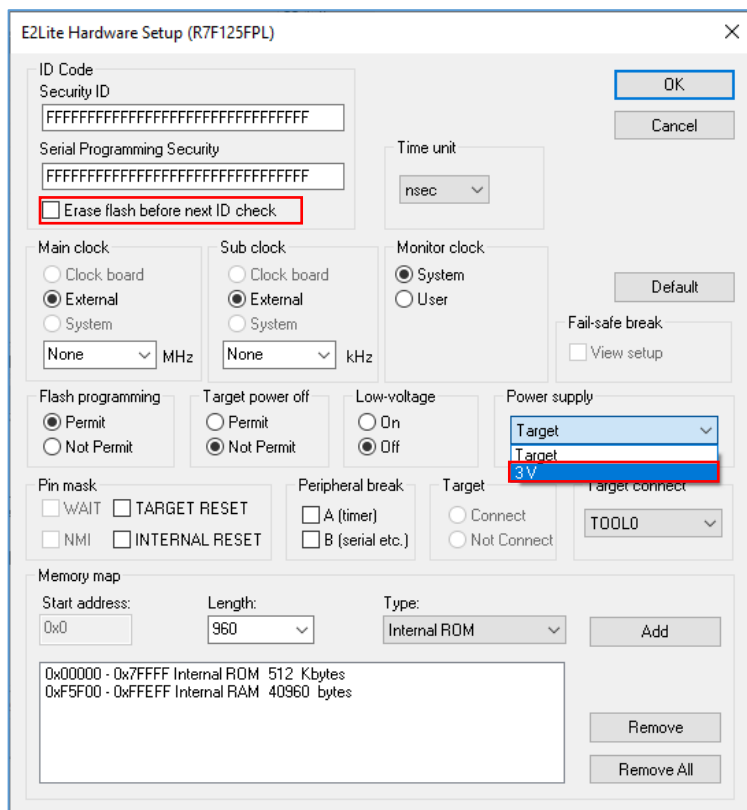 E2Lite Hardware Setup (R7F125FPL)
ID Code
Security ID
FFFFFFFFFFFFFFFFFFFFFFFFFFFFFFFF
Serial Programming Security
FFFFFFFFFFFFFFFFFFFFFFFFFFFFFFFF
Erase flash before next ID check
Time unit
nsec
OK
Cancel
Main clock
Clock board
External
System
None MHz
Sub clock
Clock board
External
System
None kHz
Monitor clock
System
User
Default
Fail-safe break
View setup
Flash programming
Permit
Not Permit
Target power off
Permit
Not Permit
Low-voltage
On
Off
Power supply
Target
Target
3 V
Pin mask
WAIT TARGET RESET
NMI INTERNAL RESET
Peripheral break
A (timer)
B (serial etc.)
Target
Connect
Not Connect
Target connect
TOOL0
Memory map
Start address: Length: Type:
0x0 960 Internal ROM Add
0x00000 - 0x7FFFF Internal ROM 512 Kbytes
0xF5F00 - 0xFFEFF Internal RAM 40960 bytes
Remove
Remove All